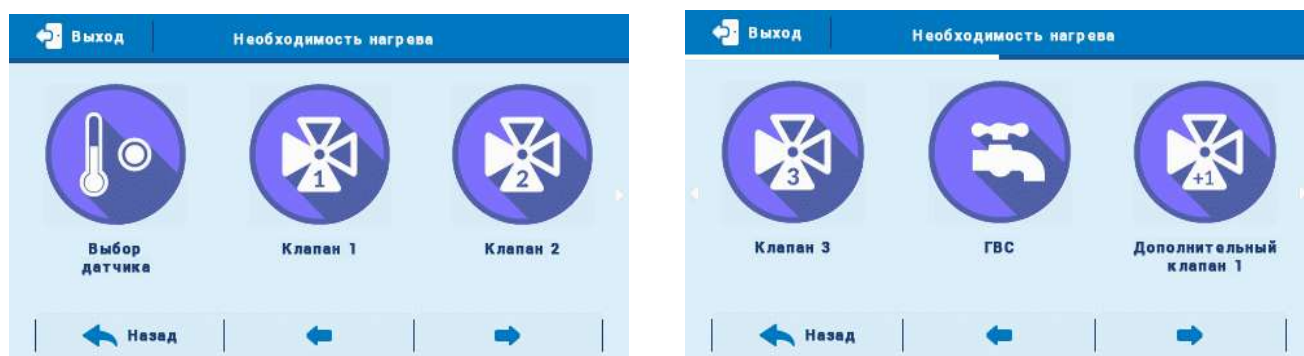 Выход
Необходимость нагрева
1
2
Выбор
датчика
Клапан 1
Клапан 2
Назад
Выход
Необходимость нагрева
3
+1
Клапан 3
ГВС
Дополнительный
клапан 1
Назад